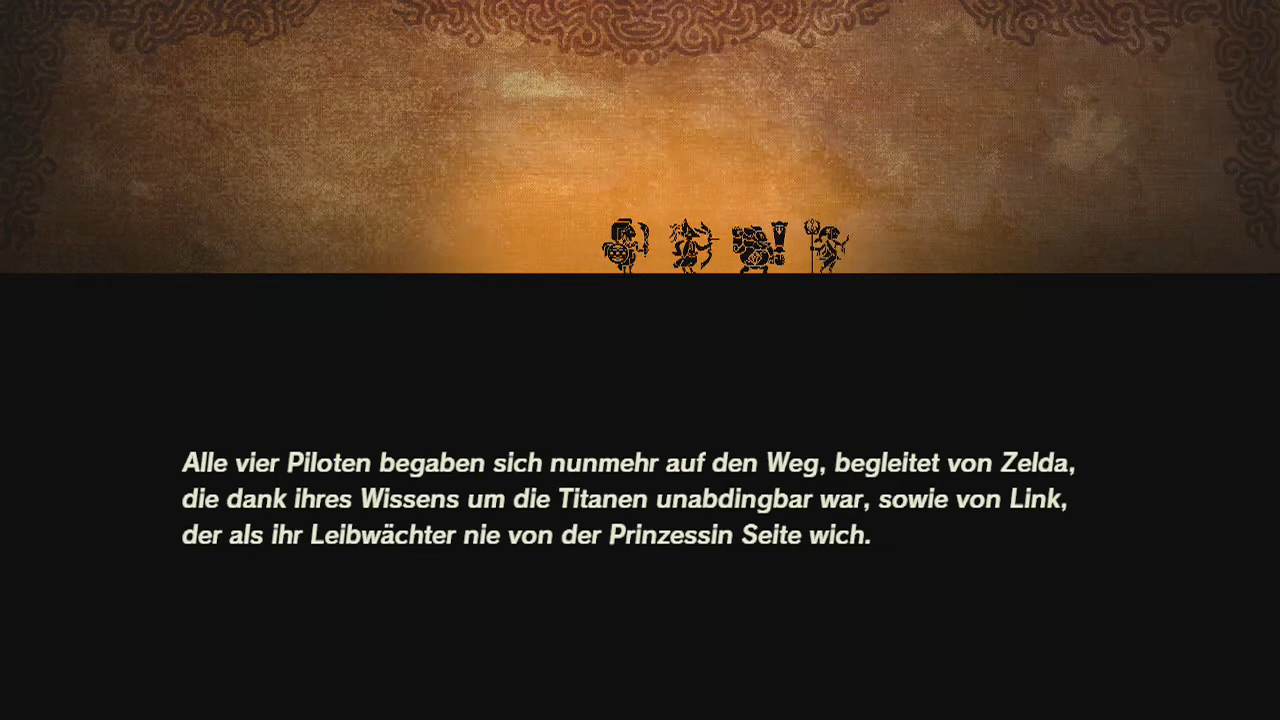 Alle vier Piloten begaben sich nunmehr auf den Weg, begleitet von Zelda,
die dank ihres Wissens um die Titanen unabdingbar war, sowie von Link,
der als ihr Leibwächter nie von der Prinzessin Seite wich.